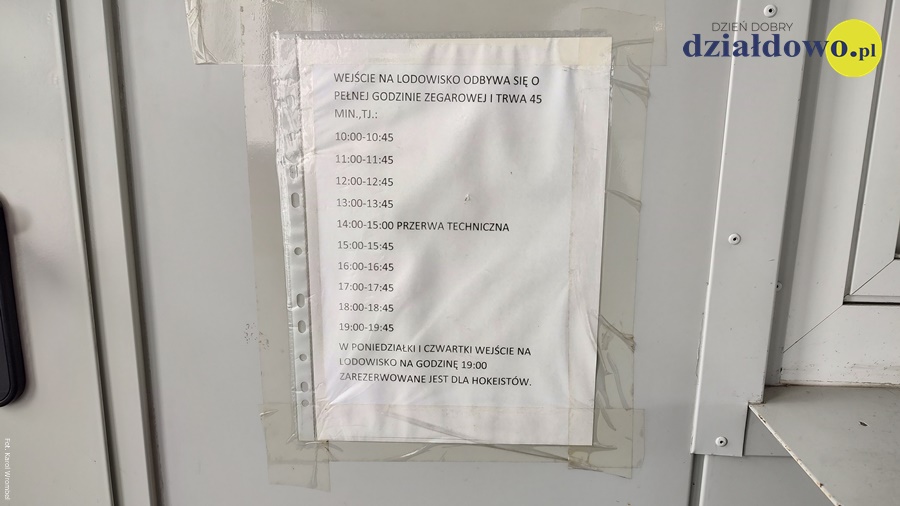 DZIEŃ DOBRY
działdowo.pl
WEJŚCIE NA LODOWISKO ODBYWA SIĘ O
PEŁNEJ GODZINIE ZEGAROWEJ I TRWA 45
MIN.,TJ.:
10:00-10:45
11:00-11:45
12:00-12:45
13:00-13:45
14:00-15:00 PRZERWA TECHNICZNA
15:00-15:45
16:00-16:45
17:00-17:45
18:00-18:45
19:00-19:45
W PONIEDZIAŁKI I CZWARTKI WEJŚCIE NA
LODOWISKO NA GODZINĘ 19:00
ZAREZERWOWANE JEST DLA HOKEISTÓW.
Fot. Karol